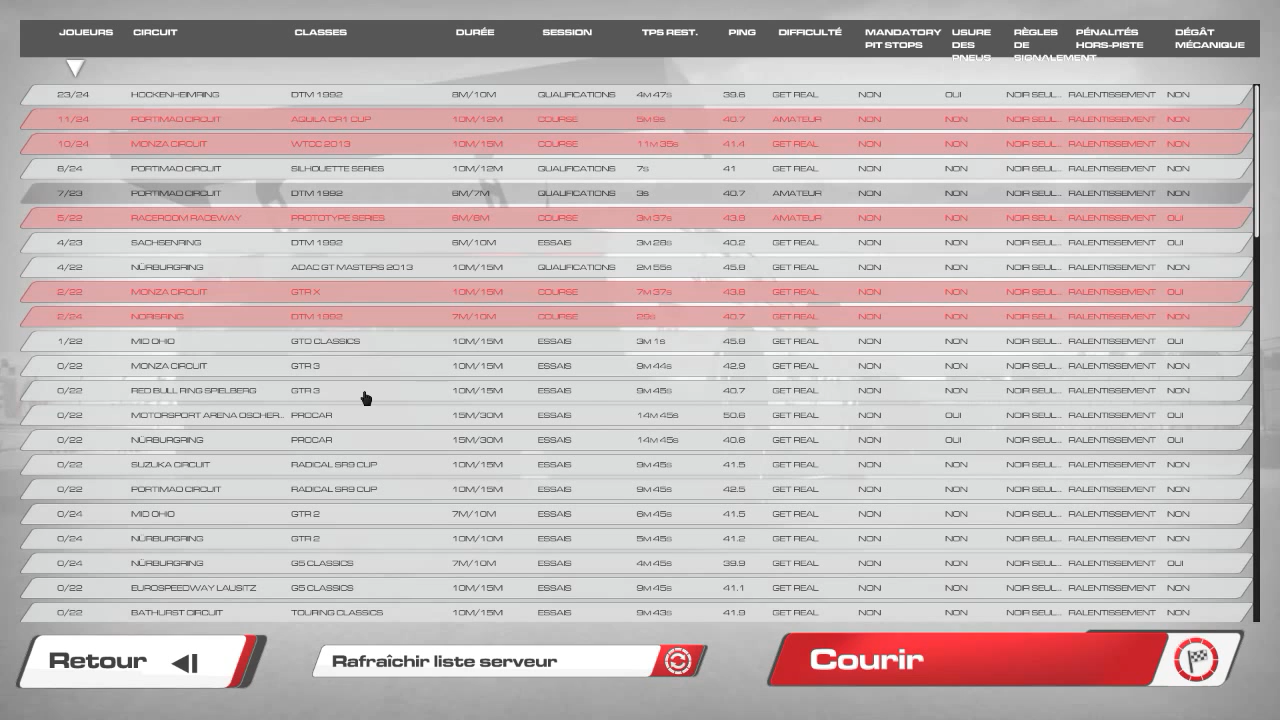 JOUEURS CIRCUIT CLASSES DURÉE SESSION TPS REST. PING DIFFICULTÉ MANDATORY PIT STOPS USURE DES PNEUS RÈGLES DE SIGNALEMENT PÉNALITÉS HORS-PISTE DÉGÂT MÉCANIQUE
23/24 HOCKENHEIMRING DTM 1992 8M/10M QUALIFICATIONS 4M 47S 39.6 GET REAL NON OUI NOIR SEUL... RALENTISSEMENT NON
11/24 PORTIMAO CIRCUIT AQUILA CR1 CUP 10M/12M COURSE 5M 9S 40.7 AMATEUR NON NON NOIR SEUL... RALENTISSEMENT NON
10/24 MONZA CIRCUIT WTCC 2013 10M/15M COURSE 11M 35S 41.4 GET REAL NON NON NOIR SEUL... RALENTISSEMENT NON
8/24 PORTIMAO CIRCUIT SILHOUETTE SERIES 10M/12M QUALIFICATIONS 7S 41 GET REAL NON NON NOIR SEUL... RALENTISSEMENT NON
7/23 PORTIMAO CIRCUIT DTM 1992 6M/7M QUALIFICATIONS 3S 40.7 AMATEUR NON NON NOIR SEUL... RALENTISSEMENT NON
5/22 RACEROOM RACEWAY PROTOTYPE SERIES 8M/8M COURSE 3M 37S 43.8 AMATEUR NON NON NOIR SEUL... RALENTISSEMENT OUI
4/23 SACHSENRING DTM 1992 6M/10M ESSAIS 3M 28S 40.2 GET REAL NON NON NOIR SEUL... RALENTISSEMENT OUI
4/22 NÜRBURGRING ADAC GT MASTERS 2013 10M/15M QUALIFICATIONS 2M 55S 45.8 GET REAL NON NON NOIR SEUL... RALENTISSEMENT NON
2/22 MONZA CIRCUIT GTR X 10M/15M COURSE 7M 37S 43.8 GET REAL NON NON NOIR SEUL... RALENTISSEMENT OUI
2/24 NORISRING DTM 1992 7M/10M COURSE 29S 40.7 GET REAL NON NON NOIR SEUL... RALENTISSEMENT NON
1/22 MID OHIO GTO CLASSICS 10M/15M ESSAIS 3M 1S 45.8 GET REAL NON NON NOIR SEUL... RALENTISSEMENT OUI
0/22 MONZA CIRCUIT GTR 3 10M/15M ESSAIS 9M 44S 42.9 GET REAL NON NON NOIR SEUL... RALENTISSEMENT NON
0/22 RED BULL RING SPIELBERG GTR 3 10M/15M ESSAIS 9M 45S 40.7 GET REAL NON NON NOIR SEUL... RALENTISSEMENT NON
0/22 MOTORSPORT ARENA OSCHER... PROCAR 15M/30M ESSAIS 14M 45S 50.6 GET REAL NON OUI NOIR SEUL... RALENTISSEMENT OUI
0/22 NÜRBURGRING PROCAR 15M/30M ESSAIS 14M 45S 40.6 GET REAL NON OUI NOIR SEUL... RALENTISSEMENT OUI
0/22 SUZUKA CIRCUIT RADICAL SR9 CUP 10M/15M ESSAIS 9M 45S 41.5 GET REAL NON NON NOIR SEUL... RALENTISSEMENT NON
0/22 PORTIMAO CIRCUIT RADICAL SR9 CUP 10M/15M ESSAIS 9M 45S 42.5 GET REAL NON NON NOIR SEUL... RALENTISSEMENT NON
0/24 MID OHIO GTR 2 7M/10M ESSAIS 6M 45S 41.5 GET REAL NON NON NOIR SEUL... RALENTISSEMENT NON
0/24 NÜRBURGRING GTR 2 10M/10M ESSAIS 5M 45S 41.2 GET REAL NON NON NOIR SEUL... RALENTISSEMENT NON
0/24 NÜRBURGRING G5 CLASSICS 7M/10M ESSAIS 4M 45S 39.9 GET REAL NON NON NOIR SEUL... RALENTISSEMENT OUI
0/22 EUROSPEEDWAY LAUSITZ G5 CLASSICS 10M/15M ESSAIS 9M 45S 41.1 GET REAL NON NON NOIR SEUL... RALENTISSEMENT NON
0/22 BATHURST CIRCUIT TOURING CLASSICS 10M/15M ESSAIS 9M 43S 41.9 GET REAL NON NON NOIR SEUL... RALENTISSEMENT NON
Retour Rafraîchir liste serveur Courir